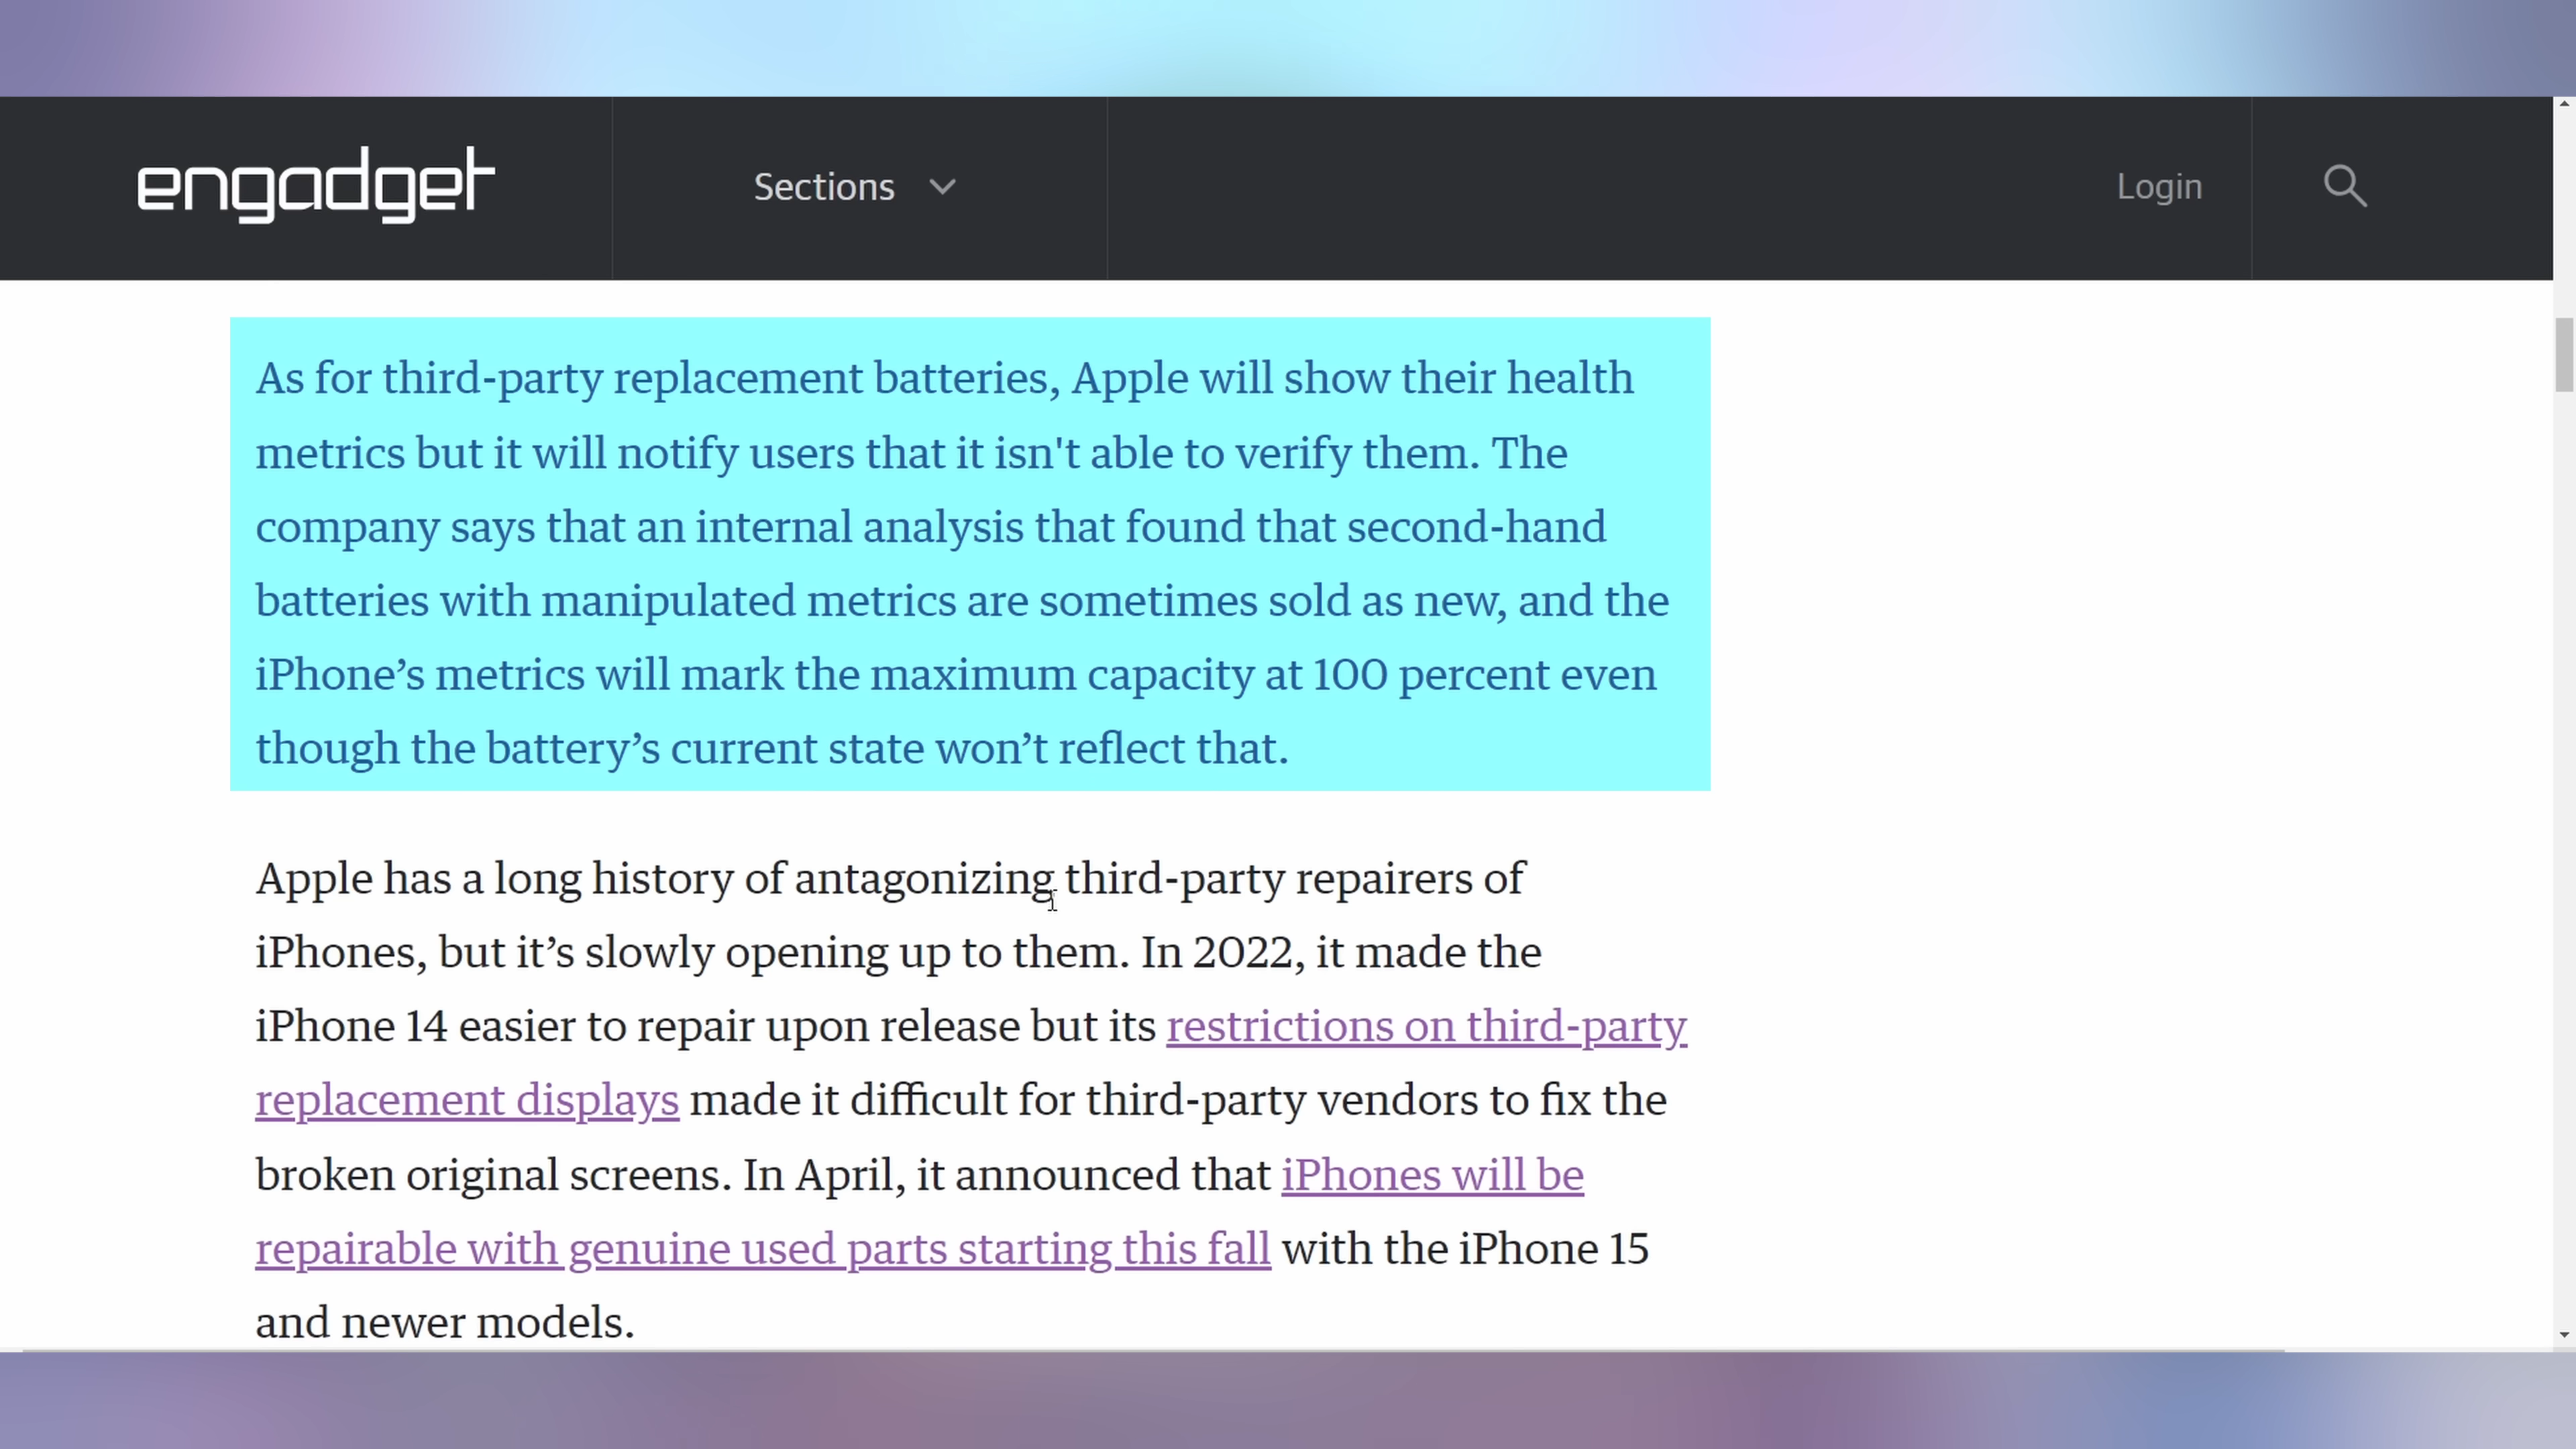 engadget
Sections
Login
As for third-party replacement batteries, Apple will show their health
metrics but it will notify users that it isn't able to verify them. The
company says that an internal analysis that found that second-hand
batteries with manipulated metrics are sometimes sold as new, and the
iPhone’s metrics will mark the maximum capacity at 100 percent even
though the battery’s current state won’t reflect that.
Apple has a long history of antagonizing third-party repairers of
iPhones, but it’s slowly opening up to them. In 2022, it made the
iPhone 14 easier to repair upon release but its restrictions on third-party
replacement displays made it difficult for third-party vendors to fix the
broken original screens. In April, it announced that iPhones will be
repairable with genuine used parts starting this fall with the iPhone 15
and newer models.